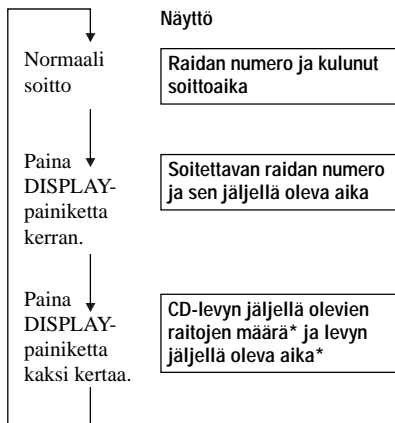 Näyttö
Normaali
soitto
Raidan numero ja kulunut
soittoaika
Paina
DISPLAY-
painiketta
kerran.
Soitettavan raidan numero
ja sen jäljellä oleva aika
Paina
DISPLAY-
painiketta
kaksi kertaa.
CD-levyn jäljellä olevien
raitojen määrä* ja levyn
jäljellä oleva aika*